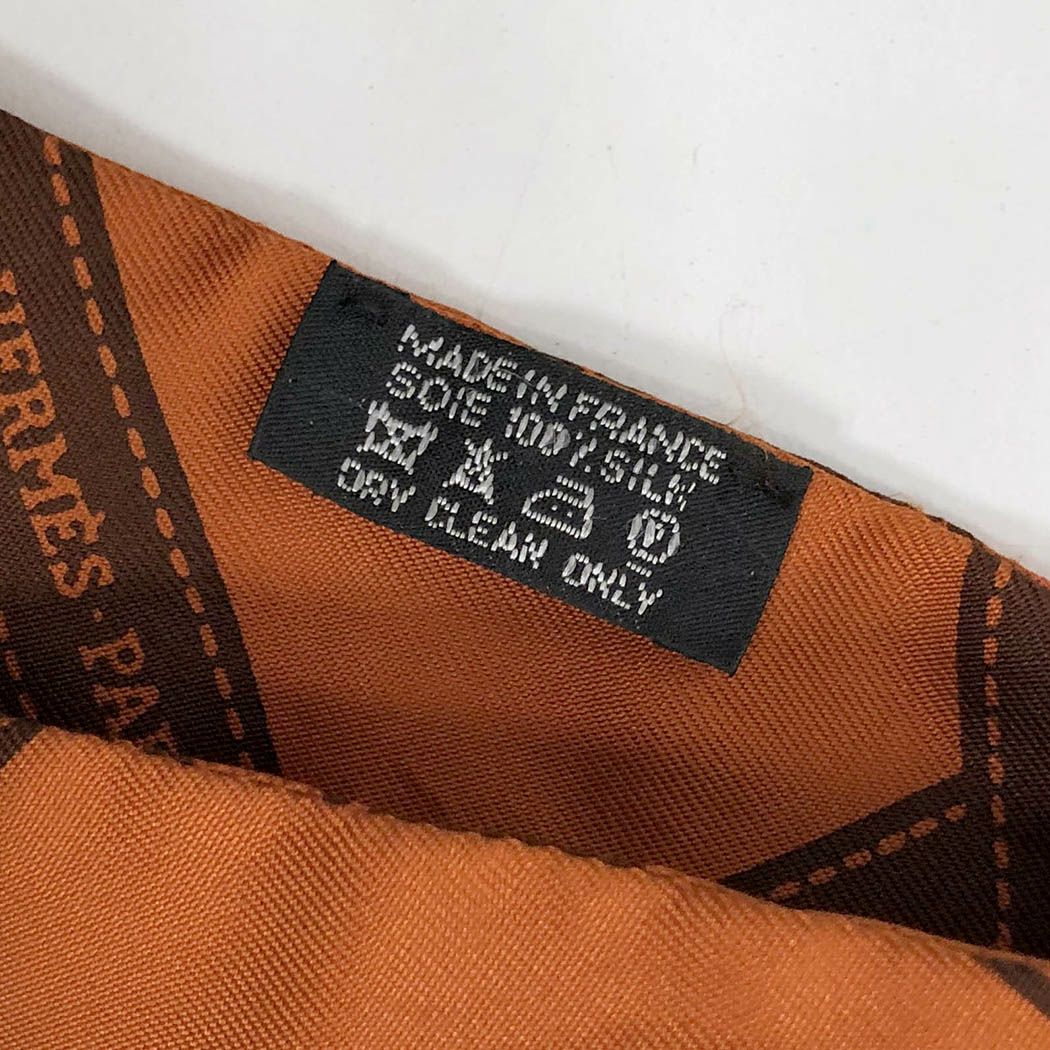 HERMÈS·PA
MADE IN FRANCE
SOIE 100% SILK
P
DRY CLEAN ONLY